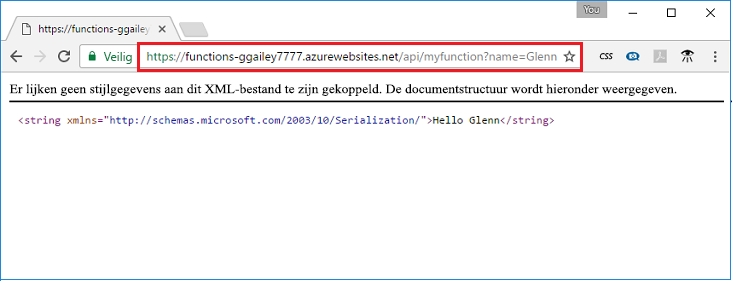 You
https://functions-ggailey
Veilig
https://functions-ggailey7777.azurewebsites.net/api/myfunction?name=Glenn
CSS
Er lijken geen stijlgegevens aan dit XML-bestand te zijn gekoppeld. De documentstructuur wordt hieronder weergegeven.
<string xmlns="http://schemas.microsoft.com/2003/10/Serialization/">Hello Glenn</string>